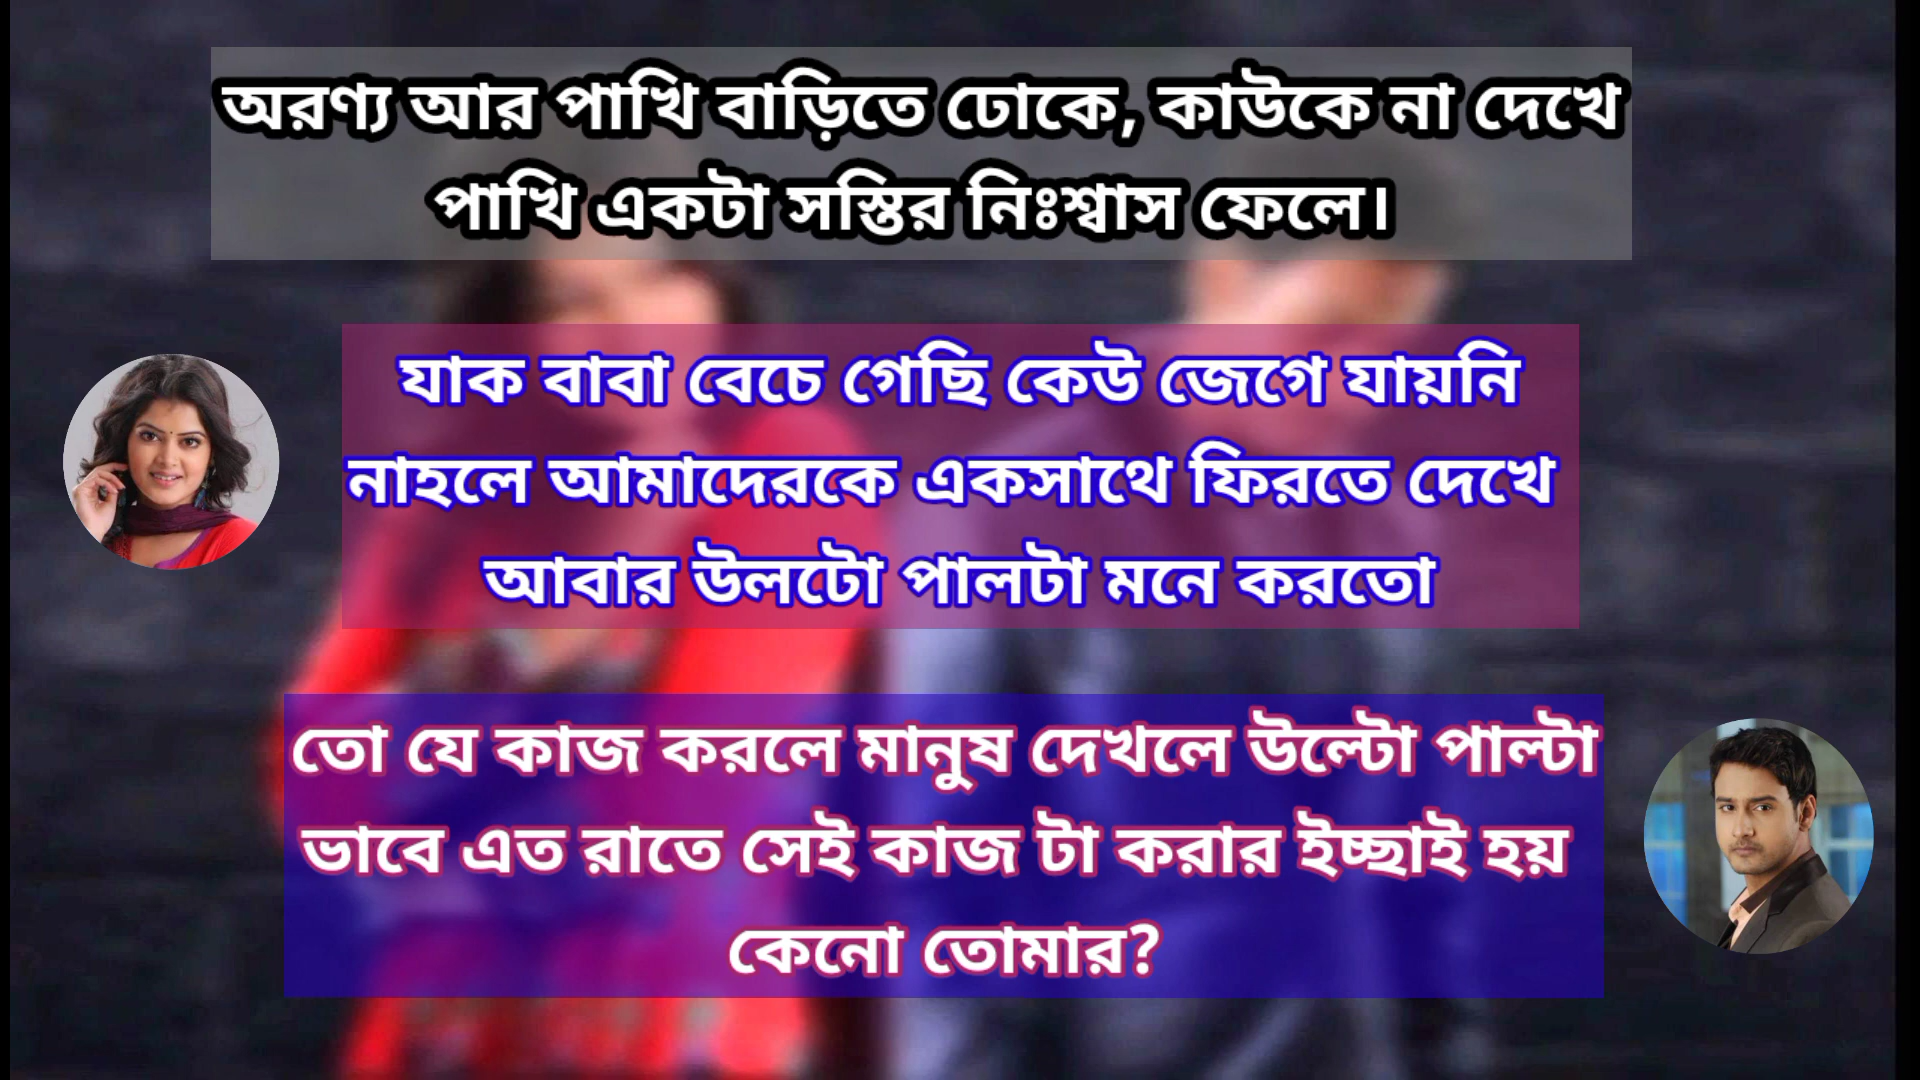 অরণ্য আর পাখি বাড়িতে ঢোকে, কাউকে না দেখে
পাখি একটা সস্তির নিঃশ্বাস ফেলে।
যাক বাবা বেচে গেছি কেউ জেগে যায়নি
নাহলে আমাদেরকে একসাথে ফিরতে দেখে
আবার উলটো পালটা মনে করতো
তো যে কাজ করলে মানুষ দেখলে উল্টো পাল্টা
ভাবে এত রাতে সেই কাজ টা করার ইচ্ছাই হয়
কেনো তোমার?